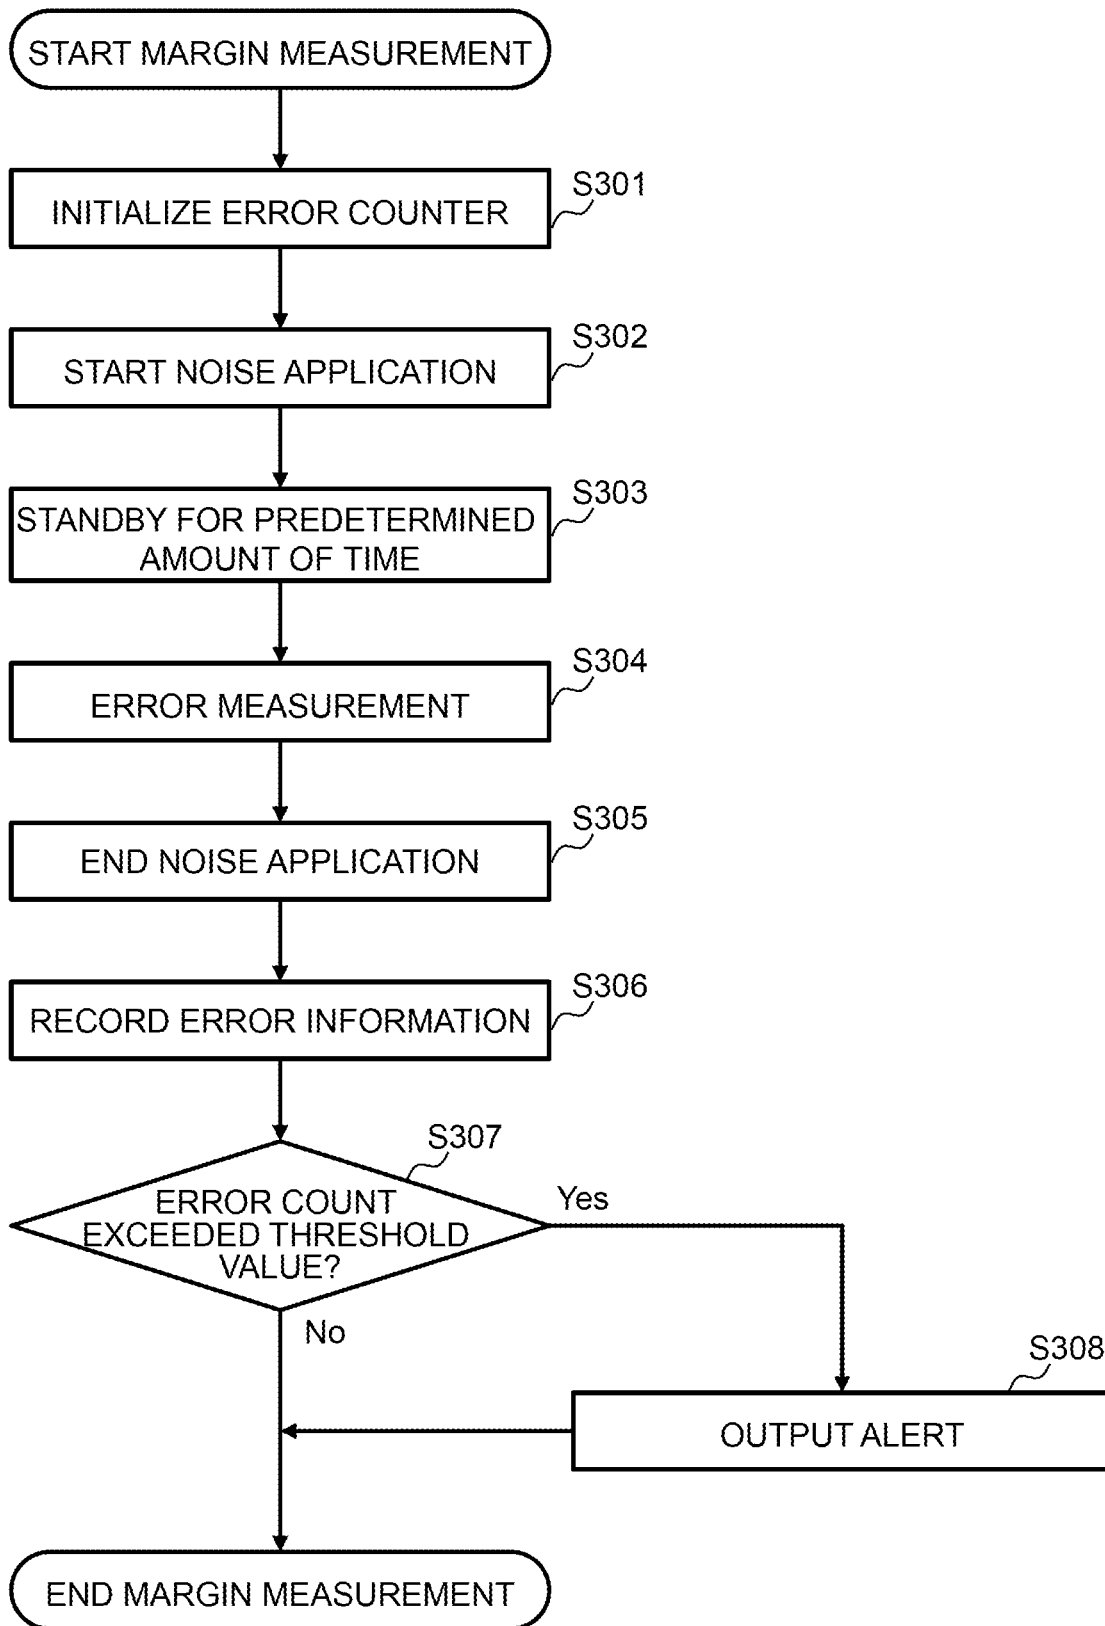 START MARGIN MEASUREMENT
S301
INITIALIZE ERROR COUNTER
S302
START NOISE APPLICATION
S303
STANDBY FOR PREDETERMINED
AMOUNT OF TIME
S304
ERROR MEASUREMENT
S305
END NOISE APPLICATION
S306
RECORD ERROR INFORMATION
S307
ERROR COUNT
EXCEEDED THRESHOLD
VALUE?
Yes
No
S308
OUTPUT ALERT
END MARGIN MEASUREMENT